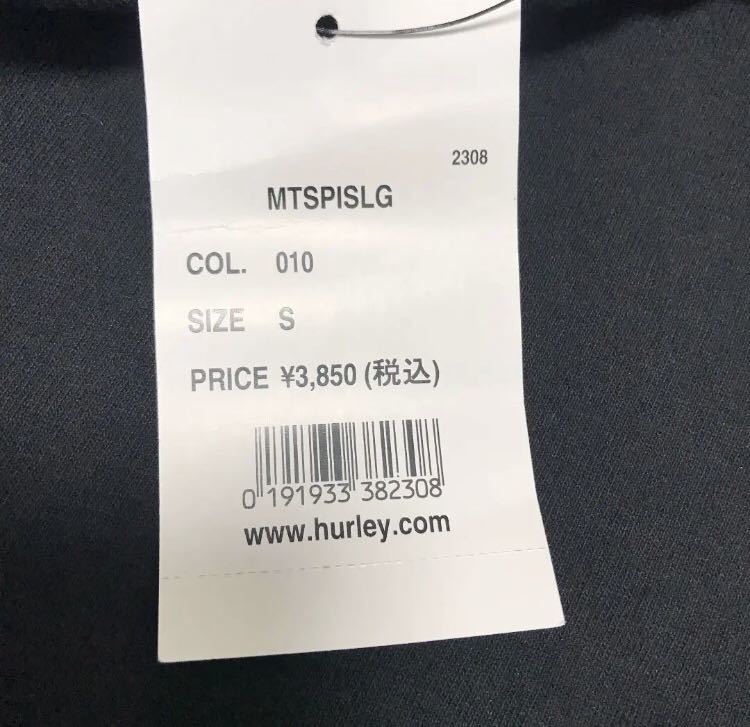 2308
MTSPISLG
COL. 010
SIZE S
PRICE ¥3,850 (税込)
0 191933 382308
www.hurley.com